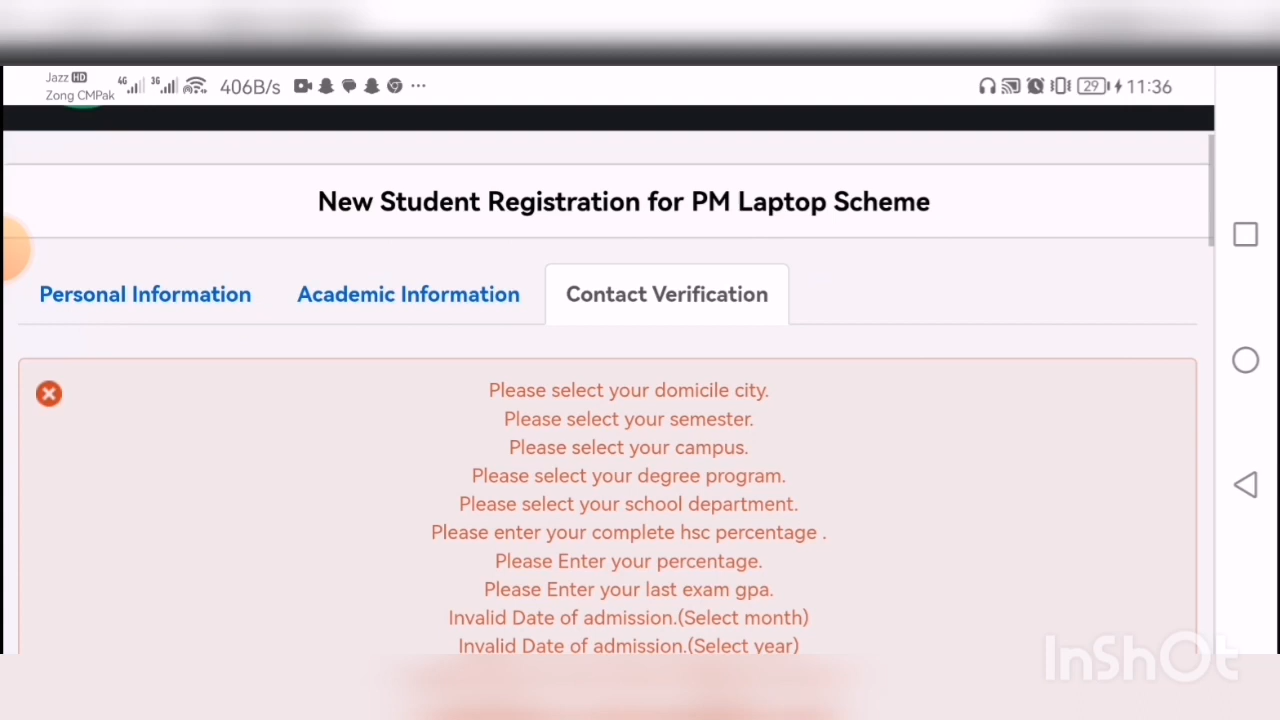 Jazz HD
Zong CMPak
4G
3G
406B/s
29
11:36
New Student Registration for PM Laptop Scheme
Personal Information
Academic Information
Contact Verification
Please select your domicile city.
Please select your semester.
Please select your campus.
Please select your degree program.
Please select your school department.
Please enter your complete hsc percentage .
Please Enter your percentage.
Please Enter your last exam gpa.
Invalid Date of admission.(Select month)
Invalid Date of admission.(Select year)
InShOt